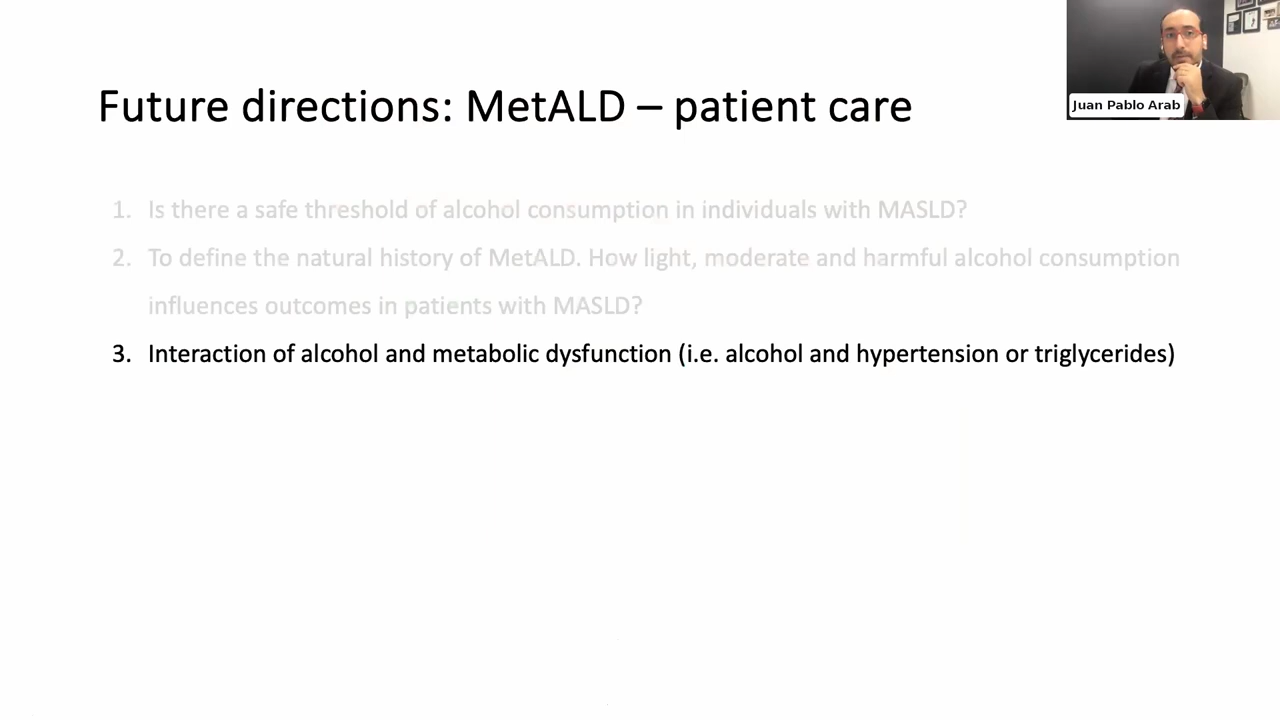 Juan Pablo Arab
Future directions: MetALD – patient care
1. Is there a safe threshold of alcohol consumption in individuals with MASLD?
2. To define the natural history of MetALD. How light, moderate and harmful alcohol consumption
influences outcomes in patients with MASLD?
3. Interaction of alcohol and metabolic dysfunction (i.e. alcohol and hypertension or triglycerides)